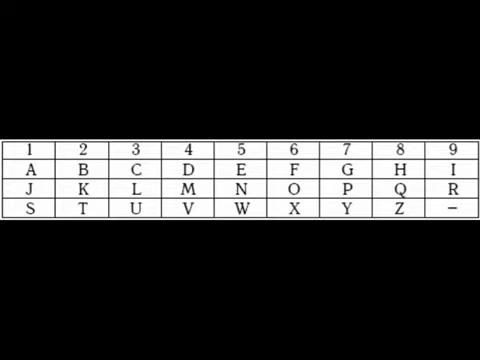 1 2 3 4 5 6 7 8 9
A B C D E F G H I
J K L M N O P Q R
S T U V W X Y Z –